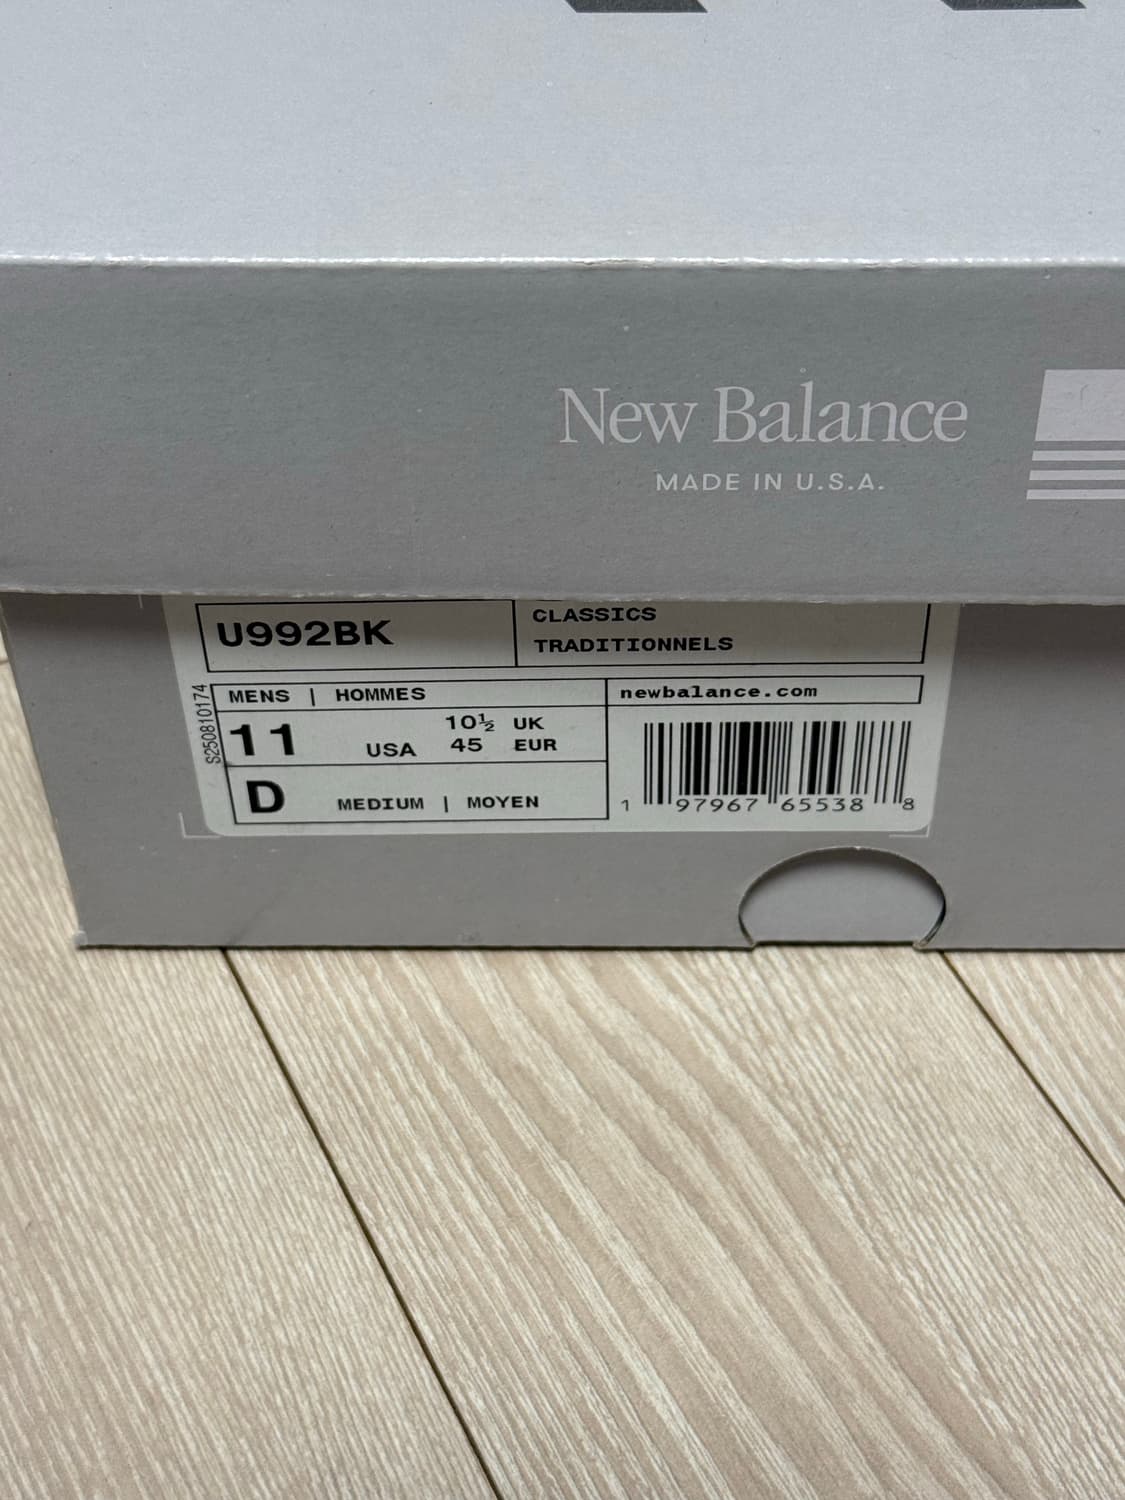 New Balance
MADE IN U.S.A.
U992BK
CLASSICS
TRADITIONNELS
MENS | HOMMES
newbalance.com
11 USA
10½ UK
45 EUR
D MEDIUM | MOYEN
S250810174
1 97967 65538 8